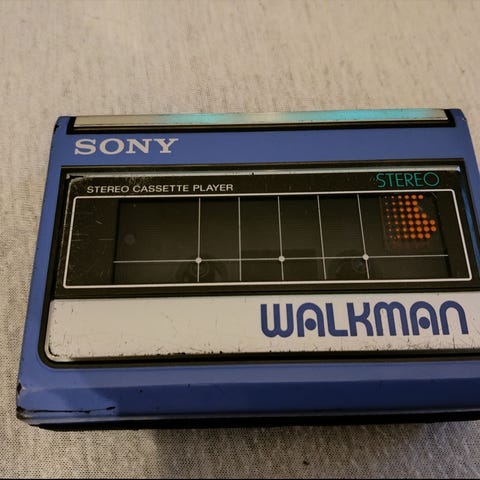 SONY
STEREO CASSETTE PLAYER
STEREO
WALKMAN